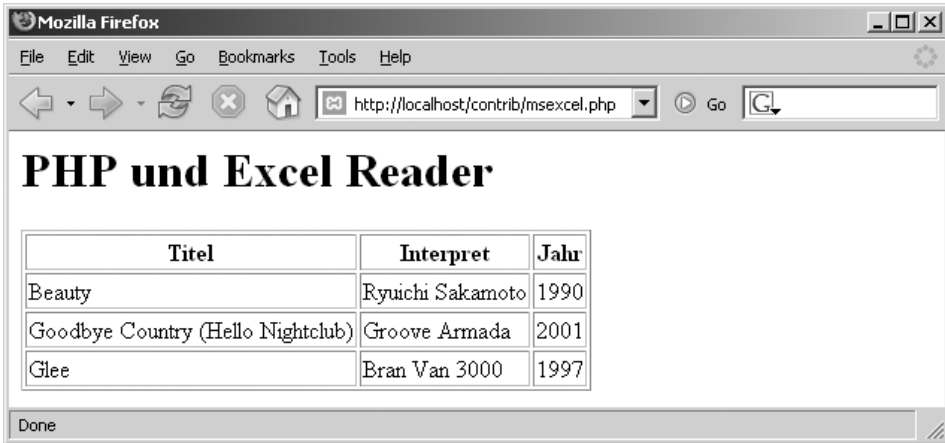 Mozilla Firefox
File Edit View Go Bookmarks Tools Help
http://localhost/contrib/msexcel.php Go G
PHP und Excel Reader
Titel Interpret Jahr
Beauty Ryuichi Sakamoto 1990
Goodbye Country (Hello Nightclub) Groove Armada 2001
Glee Bran Van 3000 1997
Done